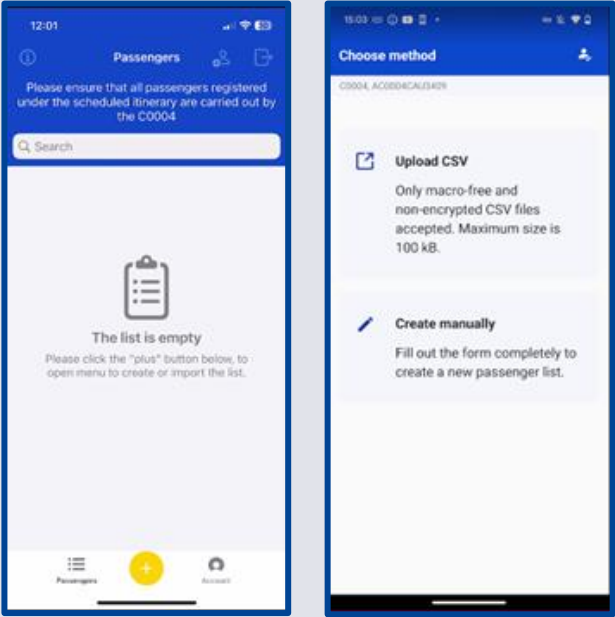 12:01
Passengers
Please ensure that all passengers registered
under the scheduled itinerary are carried out by
the C0004
Search
The list is empty
Please click the "plus" button below, to
open menu to create or import the list.
Passengers
Account
15:03
Choose method
C0004,
Upload CSV
Only macro-free and
non-encrypted CSV files
accepted. Maximum size is
100 kB.
Create manually
Fill out the form completely to
create a new passenger list.